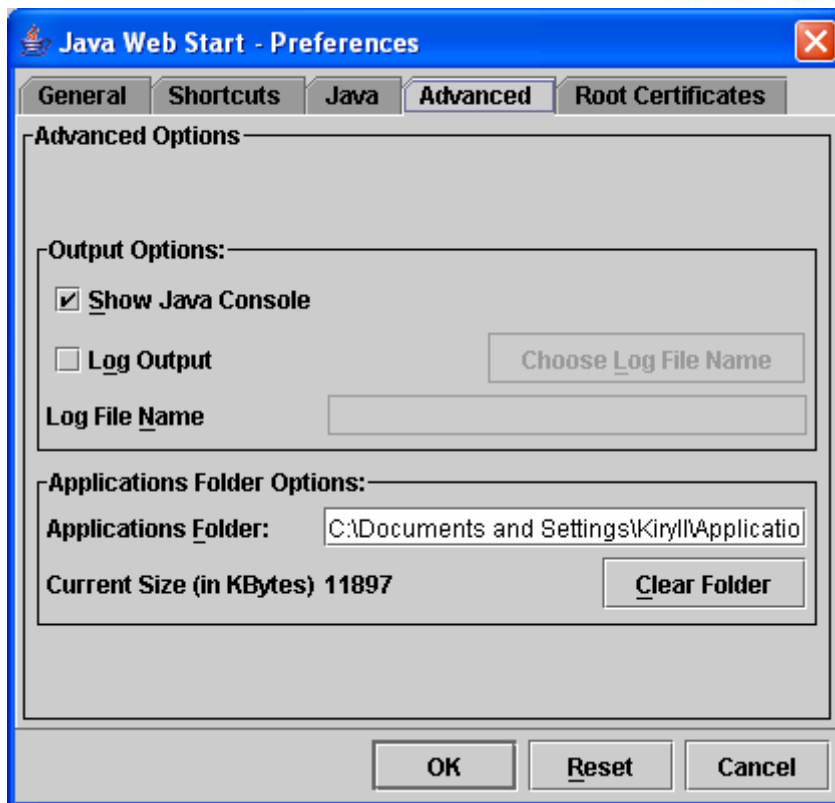 Java Web Start - Preferences
General Shortcuts Java Advanced Root Certificates
Advanced Options
Output Options:
Show Java Console
Log Output Choose Log File Name
Log File Name
Applications Folder Options:
Applications Folder: C:\Documents and Settings\Kiryll\Applicatio
Current Size (in KBytes) 11897 Clear Folder
OK Reset Cancel